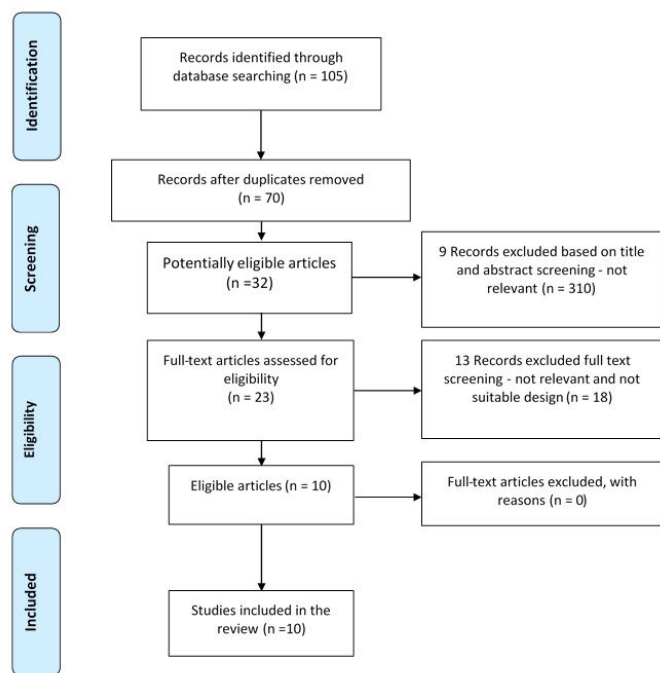 Identification
Records identified through
database searching (n = 105)
Records after duplicates removed
(n = 70)
Screening
Potentially eligible articles
(n =32)
9 Records excluded based on title
and abstract screening - not
relevant (n = 310)
Eligibility
Full-text articles assessed for
eligibility
(n = 23)
13 Records excluded full text
screening - not relevant and not
suitable design (n = 18)
Eligible articles (n = 10)
Full-text articles excluded, with
reasons (n = 0)
Included
Studies included in the
review (n =10)